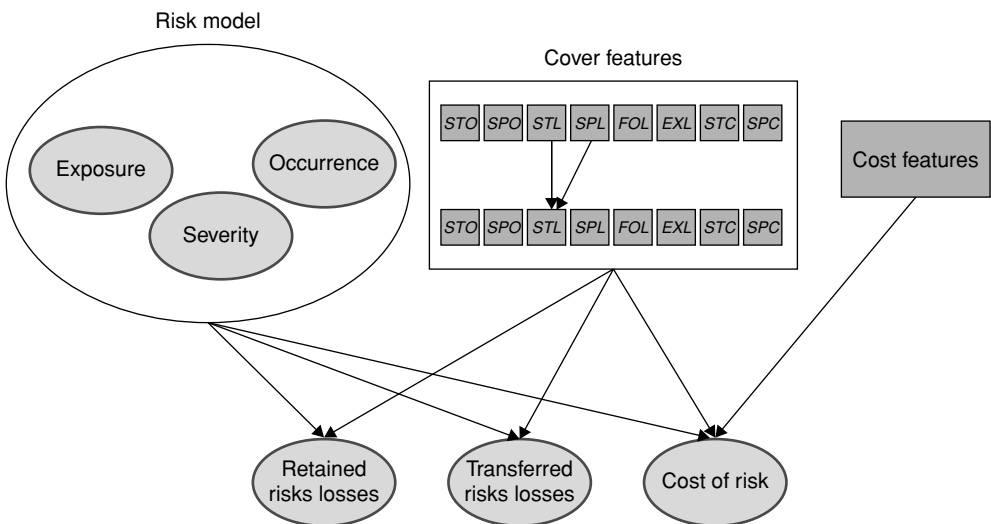 Risk model
Cover features
STO SPO STL SPL FOL EXL STC SPC
Exposure
Occurrence
Severity
Cost features
STO SPO STL SPL FOL EXL STC SPC
Retained
risks losses
Transferred
risks losses
Cost of risk